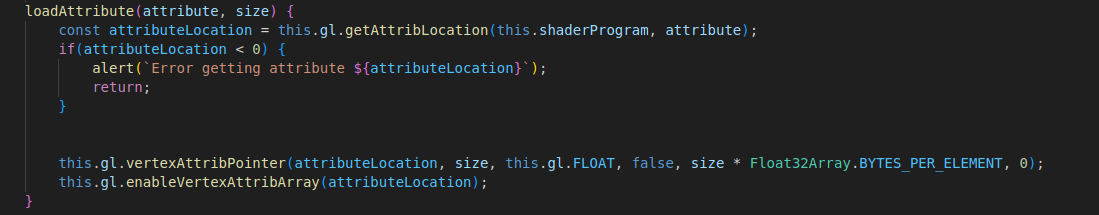 loadAttribute(attribute, size) {
    const attributeLocation = this.gl.getAttribLocation(this.shaderProgram, attribute);
    if(attributeLocation < 0) {
        alert(`Error getting attribute ${attributeLocation}`);
        return;
    }
    this.gl.vertexAttribPointer(attributeLocation, size, this.gl.FLOAT, false, size * Float32Array.BYTES_PER_ELEMENT, 0);
    this.gl.enableVertexAttribArray(attributeLocation);
}